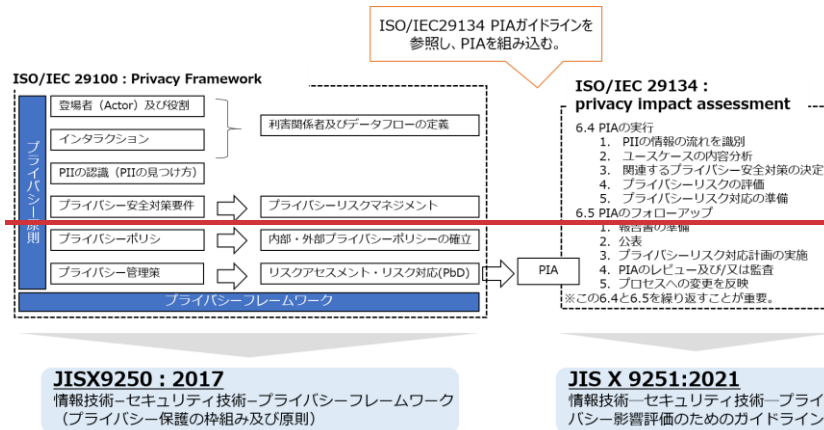 ISO/IEC29134 PIAガイドラインを
参照し、PIAを組み込む。
ISO/IEC 29100：Privacy Framework
プライバシー原則
登場者（Actor）及び役割
インタラクション
PIIの認識（PIIの見つけ方）
プライバシー安全対策要件
プライバシーポリシ
プライバシー管理策
利害関係者及びデータフローの定義
プライバシーリスクマネジメント
内部・外部プライバシーポリシーの確立
リスクアセスメント・リスク対応(PbD)
プライバシーフレームワーク
PIA
ISO/IEC 29134：
privacy impact assessment
6.4 PIAの実行
1. PIIの情報の流れを識別
2. ユースケースの内容分析
3. 関連するプライバシー安全対策の決定
4. プライバシーリスクの評価
5. プライバシーリスク対応の準備
6.5 PIAのフォローアップ
1. 報告書の準備
2. 公表
3. プライバシーリスク対応計画の実施
4. PIAのレビュー及び/又は監査
5. プロセスへの変更を反映
※この6.4と6.5を繰り返すことが重要。
JISX9250：2017
情報技術−セキュリティ技術−プライバシーフレームワーク
（プライバシー保護の枠組み及び原則）
JIS X 9251:2021
情報技術―セキュリティ技術―プライ
バシー影響評価のためのガイドライン